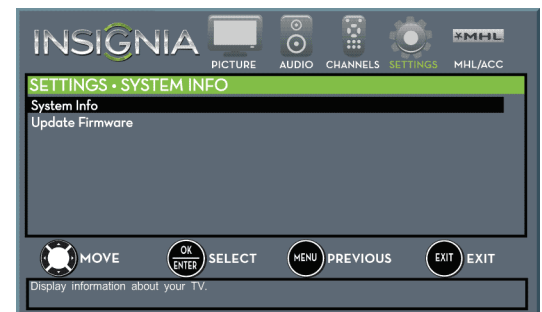 INSIGNIA
PICTURE AUDIO CHANNELS SETTINGS MHL MHL/ACC
SETTINGS • SYSTEM INFO
System Info
Update Firmware
MOVE OK ENTER SELECT MENU PREVIOUS EXIT EXIT
Display information about your TV.